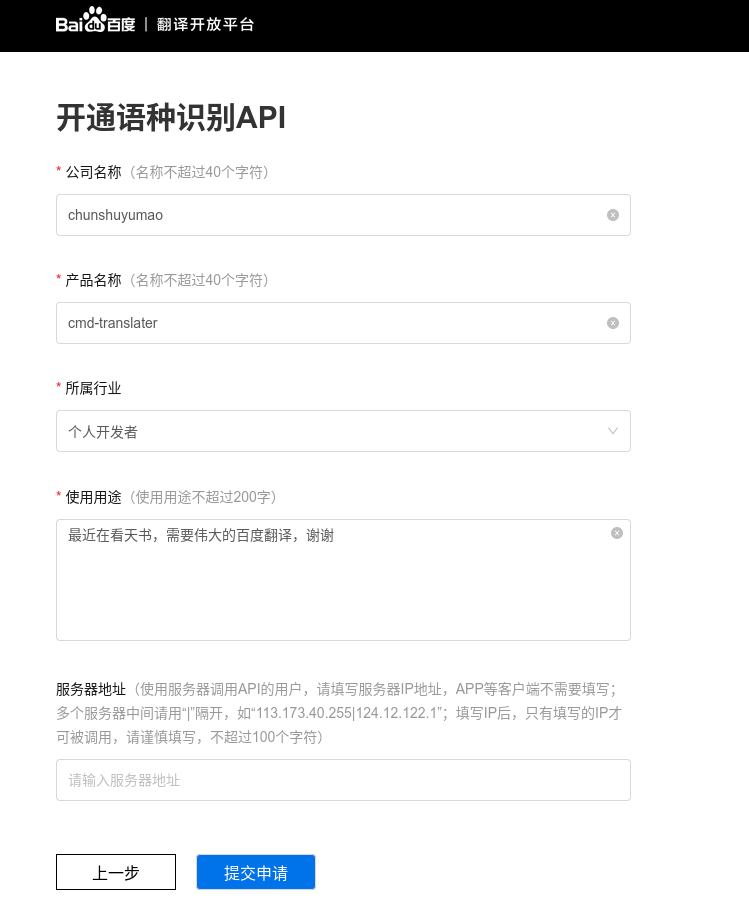 Bai du 百度 | 翻译开放平台
开通语种识别API
* 公司名称（名称不超过40个字符）
chunshuyumao
* 产品名称（名称不超过40个字符）
cmd-translater
* 所属行业
个人开发者
* 使用用途（使用用途不超过200字）
最近在看天书，需要伟大的百度翻译，谢谢
服务器地址（使用服务器调用API的用户，请填写服务器IP地址，APP等客户端不需要填写；
多个服务器中间请用“|”隔开，如“113.173.40.255|124.12.122.1”；填写IP后，只有填写的IP才
可被调用，请谨慎填写，不超过100个字符）
请输入服务器地址
上一步 提交申请